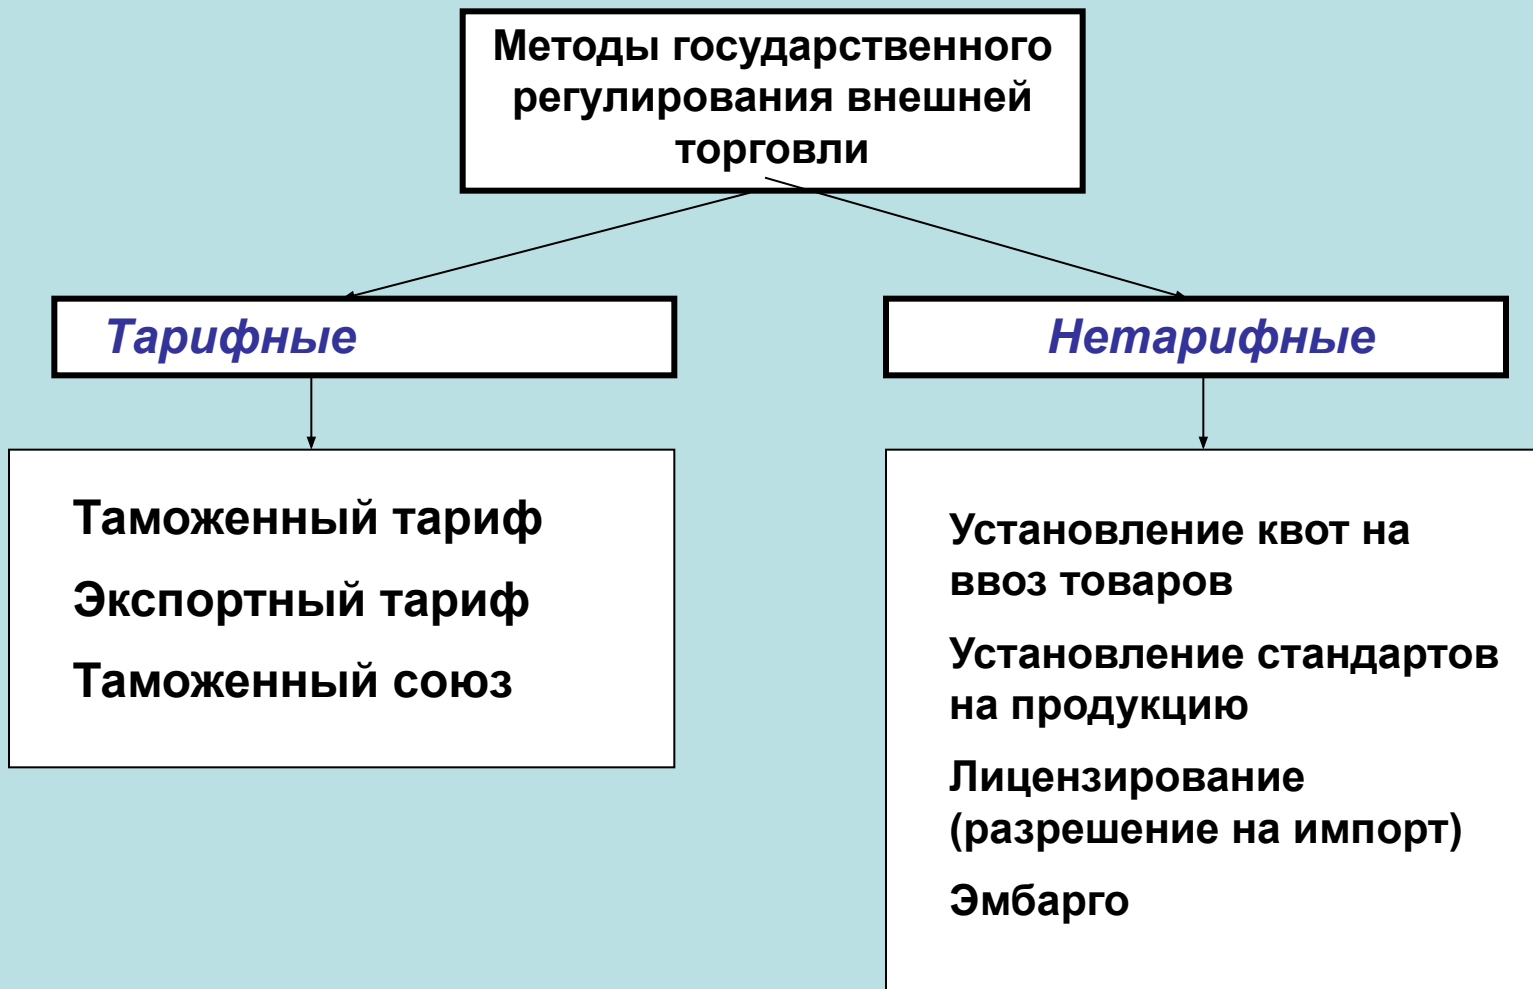 Методы государственного
регулирования внешней
торговли
Тарифные
Нетарифные
Таможенный тариф
Экспортный тариф
Таможенный союз
Установление квот на
ввоз товаров
Установление стандартов
на продукцию
Лицензирование
(разрешение на импорт)
Эмбарго